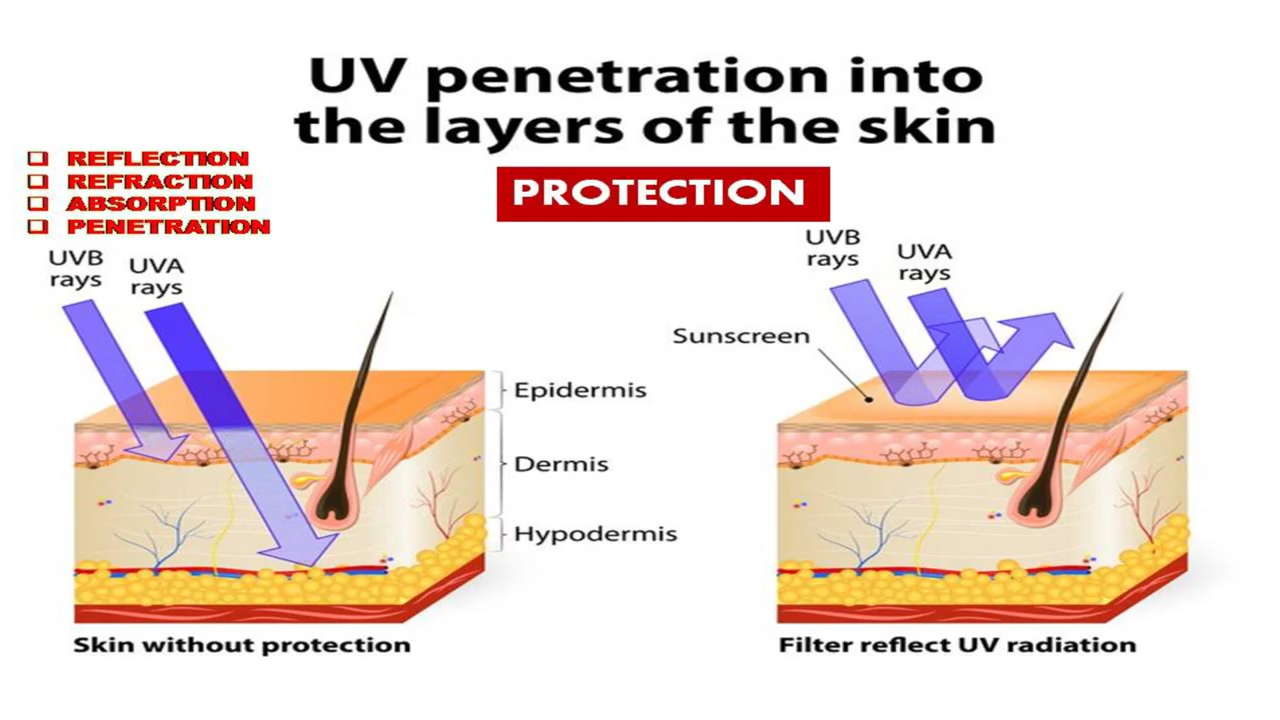 UV penetration into
the layers of the skin
PROTECTION
REFLECTION
REFRACTION
ABSORPTION
PENETRATION
UVB
rays
UVA
rays
Epidermis
Dermis
Hypodermis
Skin without protection
UVB
rays
UVA
rays
Sunscreen
Filter reflect UV radiation